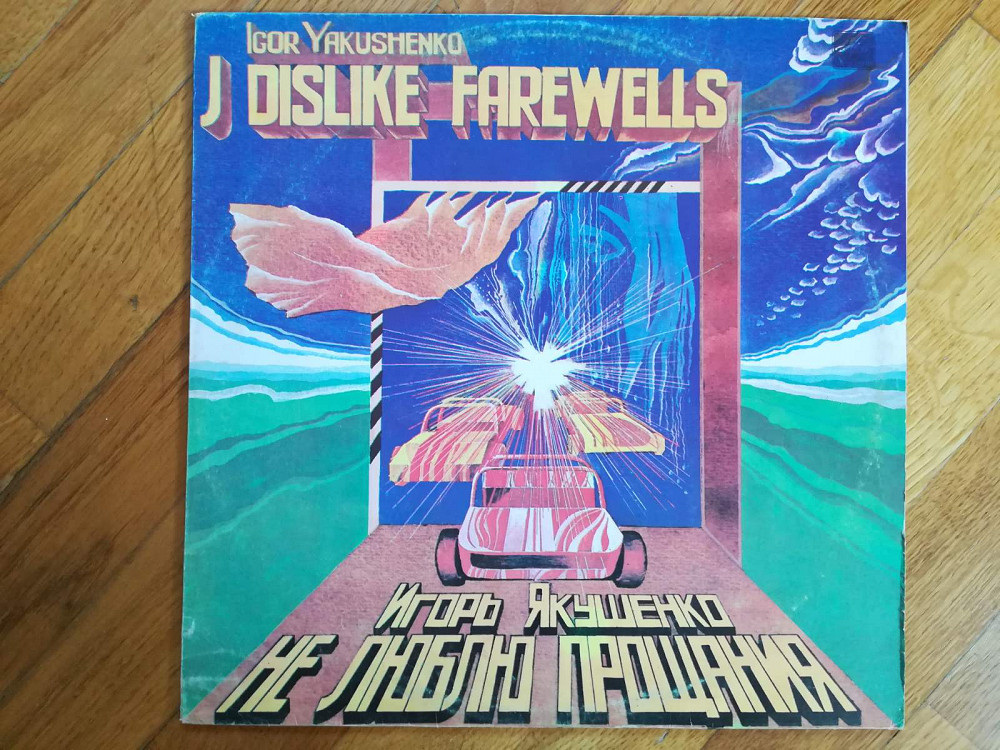 IGOR YAKUSHENKO
J DISLIKE FAREWELLS
ИГОРЬ ЯКУШЕНКО
НЕ ЛЮБЛЮ ПРОЩАНИЯ